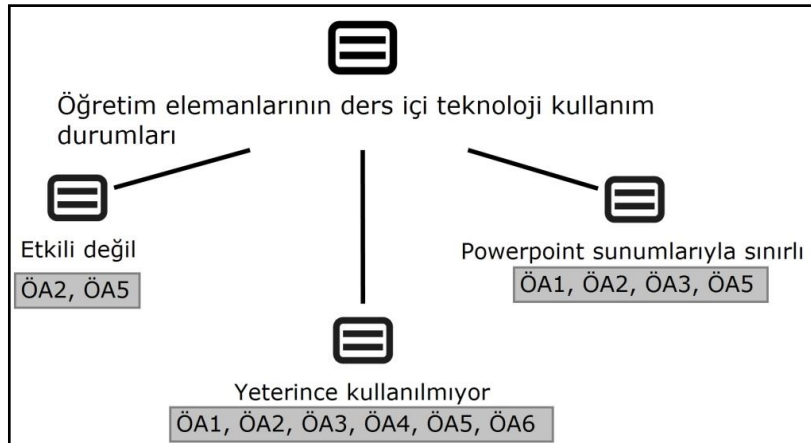 Öğretim elemanlarının ders içi teknoloji kullanım
durumları
Etkili değil
ÖA2, ÖA5
Powerpoint sunumlarıyla sınırlı
ÖA1, ÖA2, ÖA3, ÖA5
Yeterince kullanılmıyor
ÖA1, ÖA2, ÖA3, ÖA4, ÖA5, ÖA6